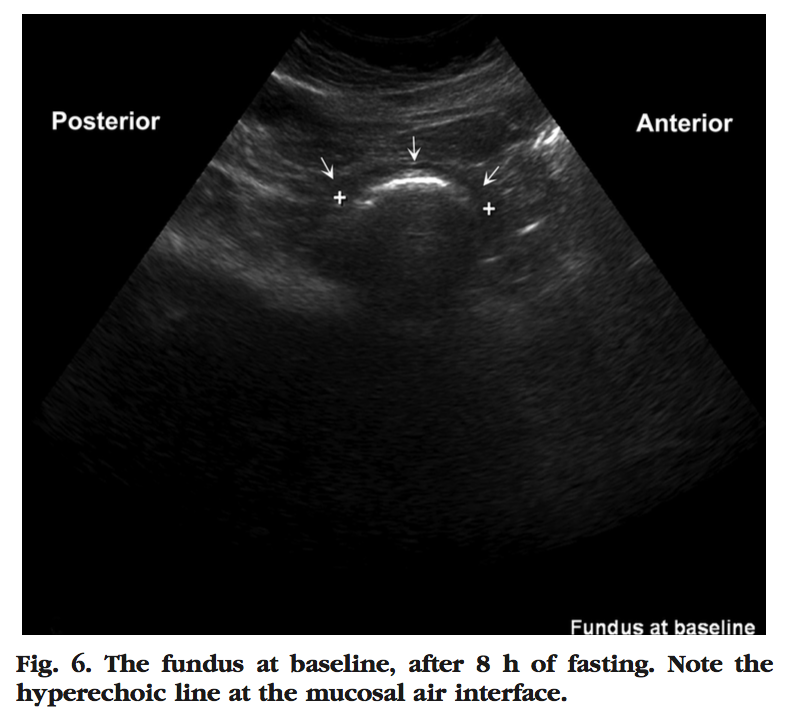 Posterior
Anterior
Fundus at baseline
Fig. 6. The fundus at baseline, after 8 h of fasting. Note the
hyperechoic line at the mucosal air interface.